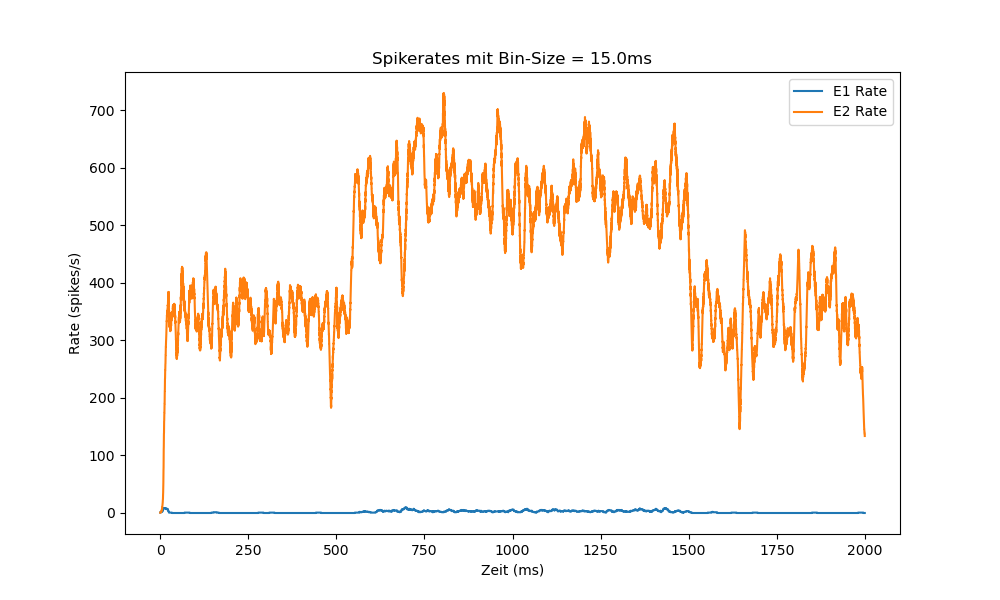 Spikerates mit Bin-Size = 15.0ms
E1 Rate
E2 Rate
Rate (spikes/s)
700
600
500
400
300
200
100
0
0 250 500 750 1000 1250 1500 1750 2000
Zeit (ms)